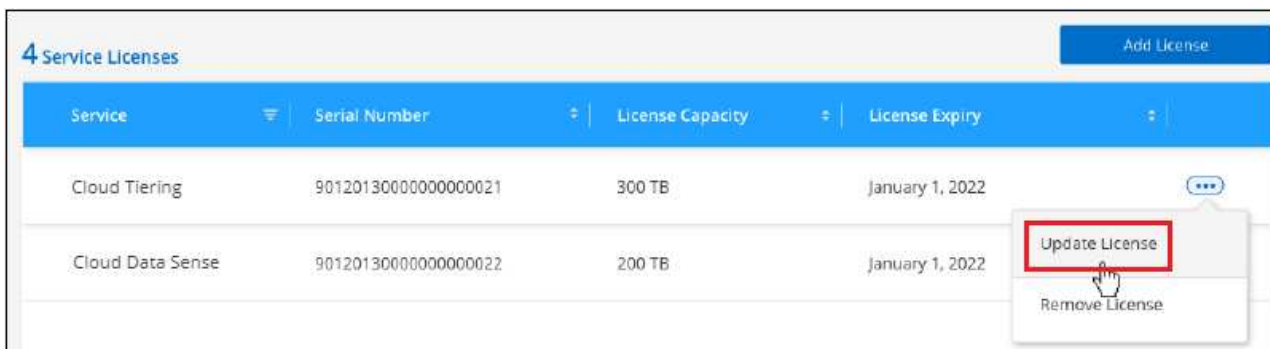 4 Service Licenses
Add License
Service Serial Number License Capacity License Expiry
Cloud Tiering 90120130000000000021 300 TB January 1, 2022
Update License
Cloud Data Sense 90120130000000000022 200 TB January 1, 2022
Remove License